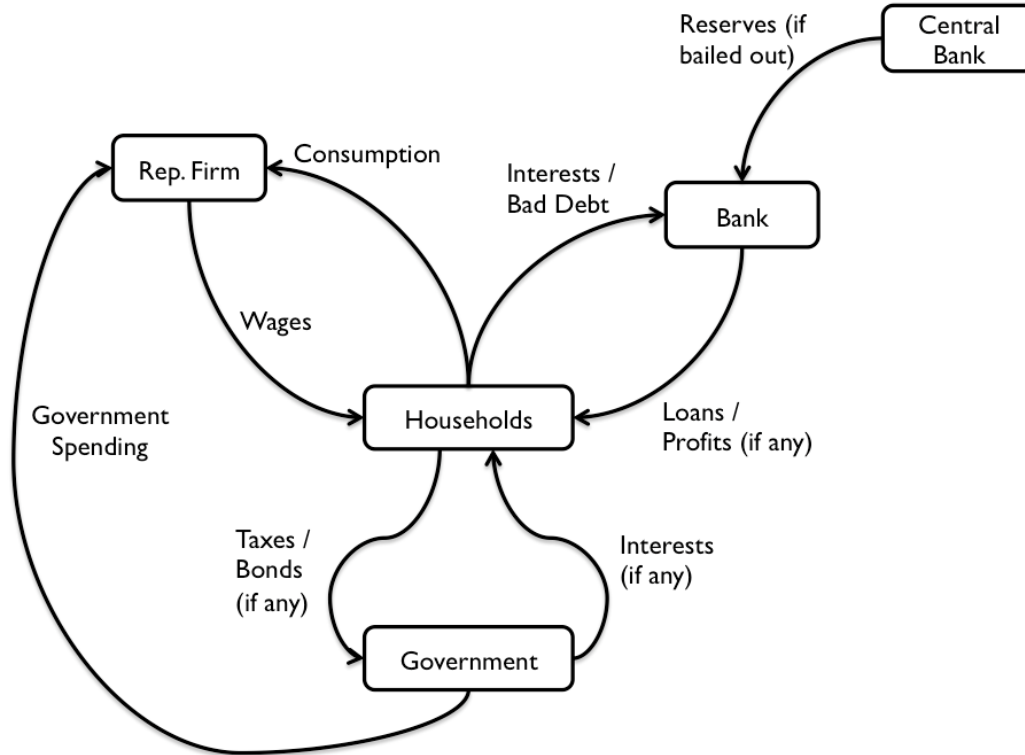 Reserves (if
bailed out)
Central
Bank
Rep. Firm
Consumption
Interests /
Bad Debt
Bank
Wages
Households
Loans /
Profits (if any)
Government
Spending
Taxes /
Bonds
(if any)
Interests
(if any)
Government